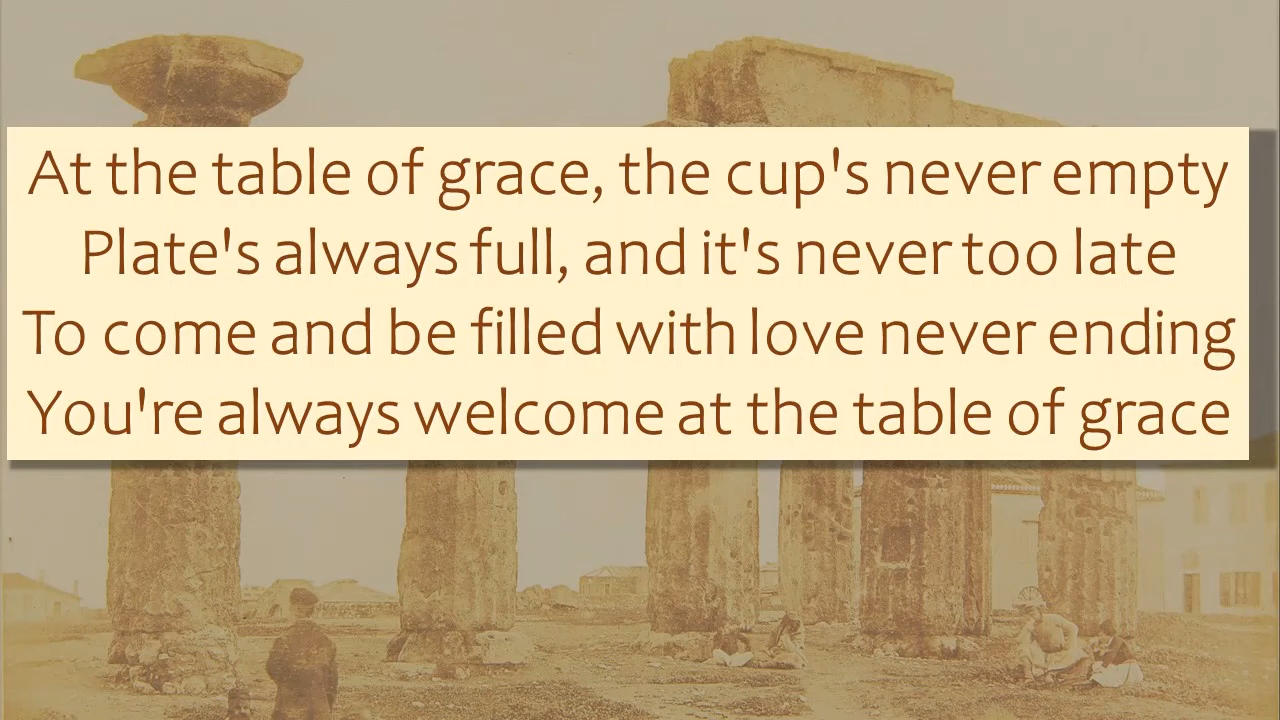 At the table of grace, the cup's never empty
Plate's always full, and it's never too late
To come and be filled with love never ending
You're always welcome at the table of grace